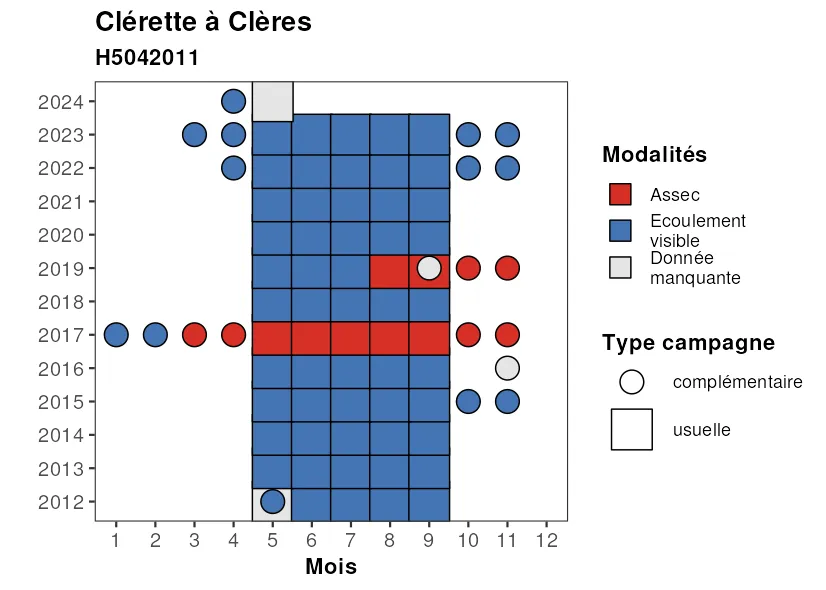 Clérette à Clères
H5042011
2024
2023
2022
2021
2020
2019
2018
2017
2016
2015
2014
2013
2012
1 2 3 4 5 6 7 8 9 10 11 12
Mois
Modalités
Assec
Ecoulement
visible
Donnée
manquante
Type campagne
complémentaire
usuelle